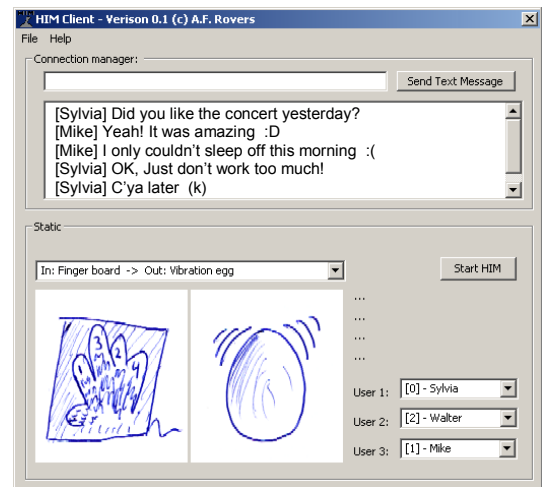 HIM Client - Verison 0.1 (c) A.F. Rovers
File Help
Connection manager:
Send Text Message
[Sylvia] Did you like the concert yesterday?
[Mike] Yeah! It was amazing :D
[Mike] I only couldn't sleep off this morning :(
[Sylvia] OK, Just don't work too much!
[Sylvia] C'ya later (k)
Static
In: Finger board -> Out: Vibration egg
Start HIM
...
...
...
...
1 3 2 4
User 1: [0] - Sylvia
User 2: [2] - Walter
User 3: [1] - Mike